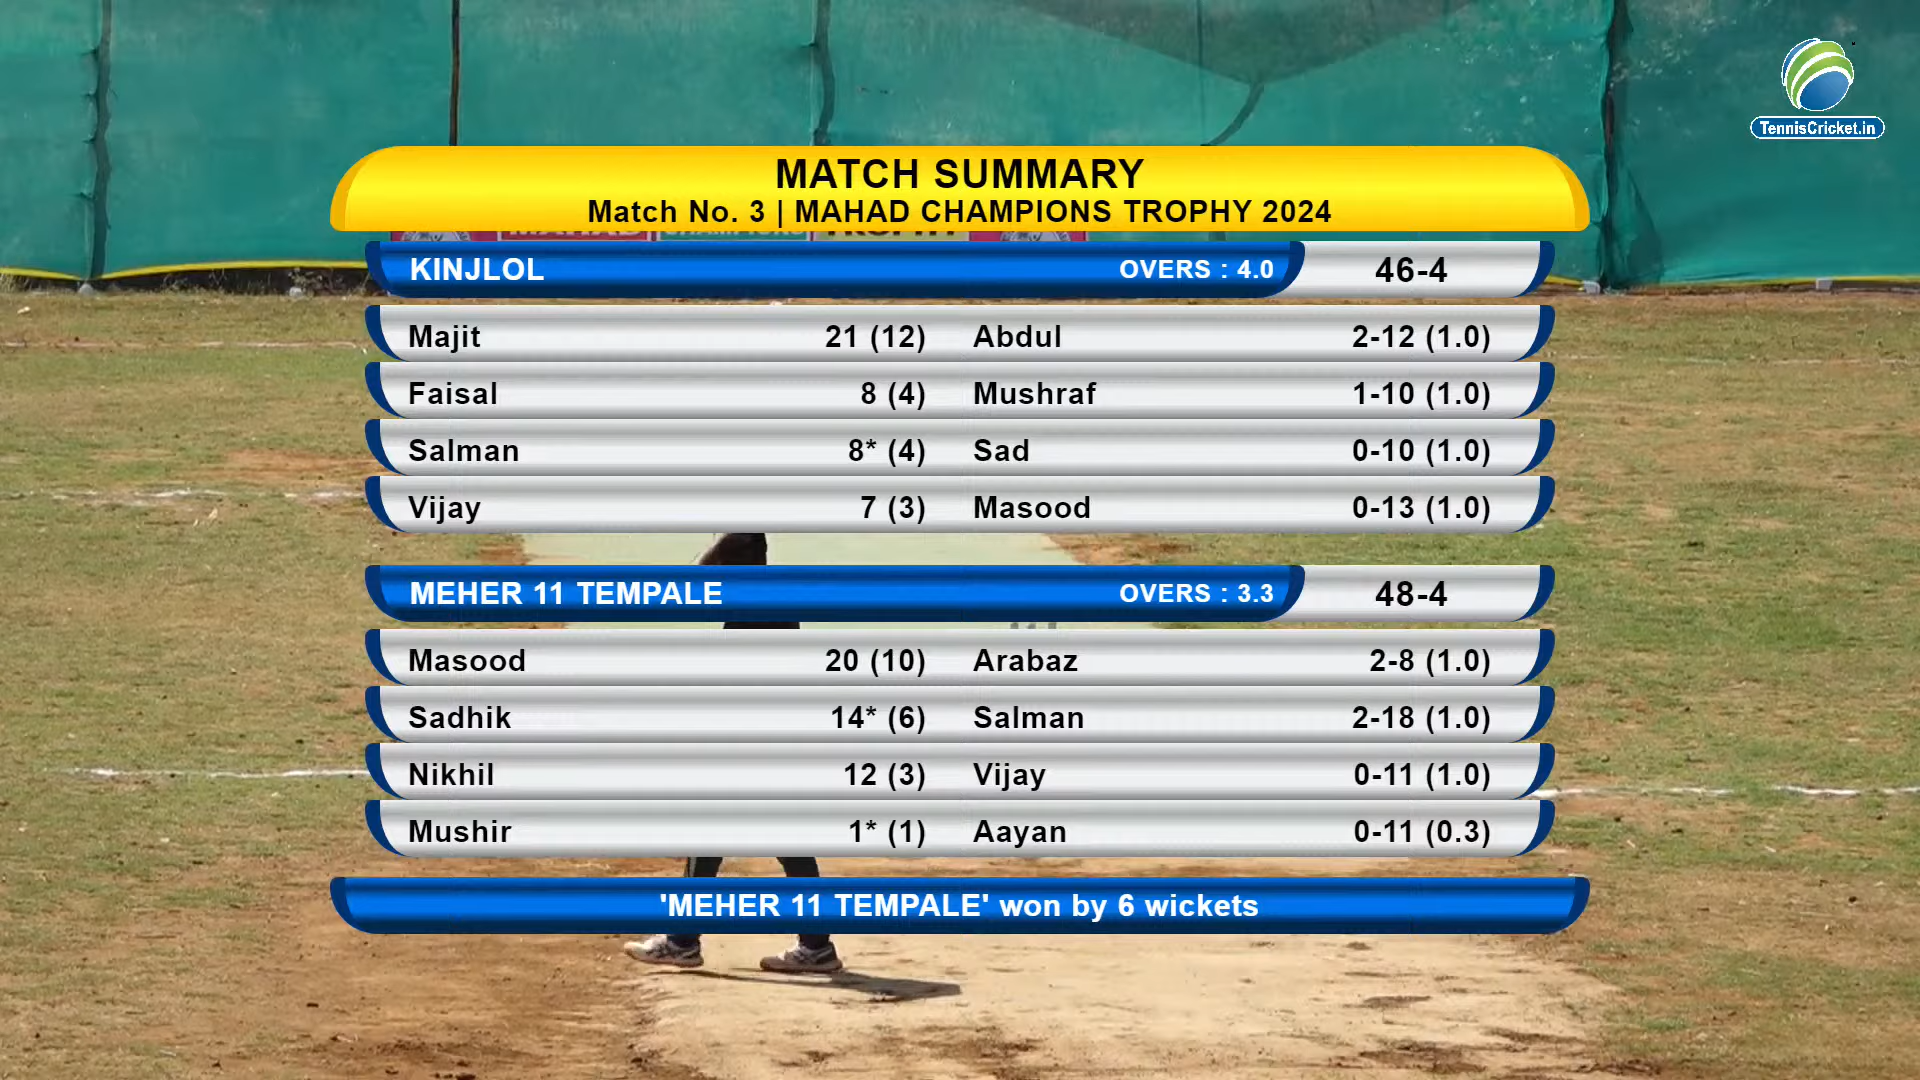 TennisCricket.in
MATCH SUMMARY
Match No. 3 | MAHAD CHAMPIONS TROPHY 2024
KINJLOL OVERS : 4.0 46-4
Majit 21 (12) Abdul 2-12 (1.0)
Faisal 8 (4) Mushraf 1-10 (1.0)
Salman 8* (4) Sad 0-10 (1.0)
Vijay 7 (3) Masood 0-13 (1.0)
MEHER 11 TEMPALE OVERS : 3.3 48-4
Masood 20 (10) Arabaz 2-8 (1.0)
Sadhik 14* (6) Salman 2-18 (1.0)
Nikhil 12 (3) Vijay 0-11 (1.0)
Mushir 1* (1) Aayan 0-11 (0.3)
'MEHER 11 TEMPALE' won by 6 wickets